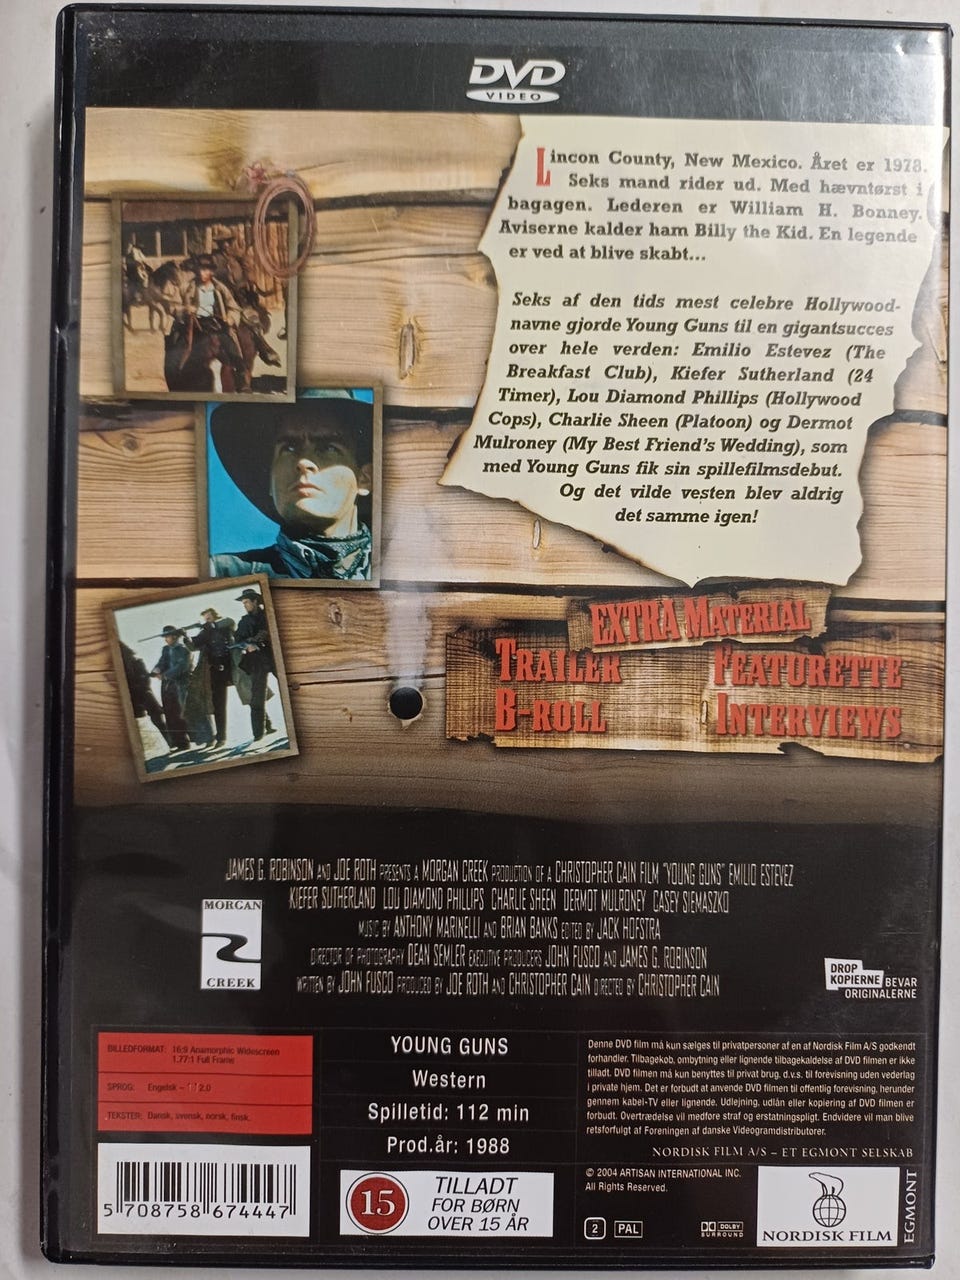 DVD
VIDEO
Lincon County, New Mexico. Året er 1978.
Seks mand rider ud. Med hævntørst i
bagagen. Lederen er William H. Bonney.
Aviserne kalder ham Billy the Kid. En legende
er ved at blive skabt...
Seks af den tids mest celebre Hollywood-
navne gjorde Young Guns til en gigantsucces
over hele verden: Emilio Estevez (The
Breakfast Club), Kiefer Sutherland (24
Timer), Lou Diamond Phillips (Hollywood
Cops), Charlie Sheen (Platoon) og Dermot
Mulroney (My Best Friend's Wedding), som
med Young Guns fik sin spillefilmsdebut.
Og det vilde vesten blev aldrig
det samme igen!
EXTRA MATERIAL
TRAILER FEATURETTE
B-ROLL INTERVIEWS
JAMES G. ROBINSON AND JOE ROTH PRESENTS A MORGAN CREEK PRODUCTION OF A CHRISTOPHER CAIN FILM "YOUNG GUNS" EMILIO ESTEVEZ
KIEFER SUTHERLAND LOU DIAMOND PHILLIPS CHARLIE SHEEN DERMOT MULRONEY CASEY SIEMASZKO
MUSIC BY ANTHONY MARINELLI AND BRIAN BANKS EDITED BY JACK HOFSTRA
DIRECTOR OF PHOTOGRAPHY DEAN SEMLER EXECUTIVE PRODUCERS JOHN FUSCO AND JAMES G. ROBINSON
WRITTEN BY JOHN FUSCO PRODUCED BY JOE ROTH AND CHRISTOPHER CAIN DIRECTED BY CHRISTOPHER CAIN
MORGAN
CREEK
DROP
KOPIERNE BEVAR
ORIGINALERNE
BILLEDFORMAT: 16:9 Anamorphic Widescreen
1.77:1 Full Frame
SPROG: Engelsk – 2.0
TEKSTER: Dansk, svensk, norsk, finsk.
5 708758 674447
YOUNG GUNS
Western
Spilletid: 112 min
Prod.år: 1988
15
TILLADT
FOR BØRN
OVER 15 ÅR
Denne DVD film må kun sælges til privatpersoner af en af Nordisk Film A/S godkendt
forhandler. Tilbagekøb, ombytning eller lignende tilbagekaldelse af DVD filmen er ikke
tilladt. DVD film må kun benyttes til privat brug, d.v.s. til forevisning uden vederlag
i private hjem. Det er forbudt at anvende DVD filmen til offentlig forevisning, herunder
gennem kabel-TV eller lignende. Udlejning, udlån eller kopiering af DVD filmen er
forbudt. Overtrædelse vil medføre straf og erstatningspligt. Endvidere vil man blive
retsforfulgt af Foreningen af danske Videogramdistributører.
NORDISK FILM A/S – ET EGMONT SELSKAB
© 2004 ARTISAN INTERNATIONAL INC.
All Rights Reserved.
2 PAL
DOLBY
SURROUND
NORDISK FILM
EGMONT